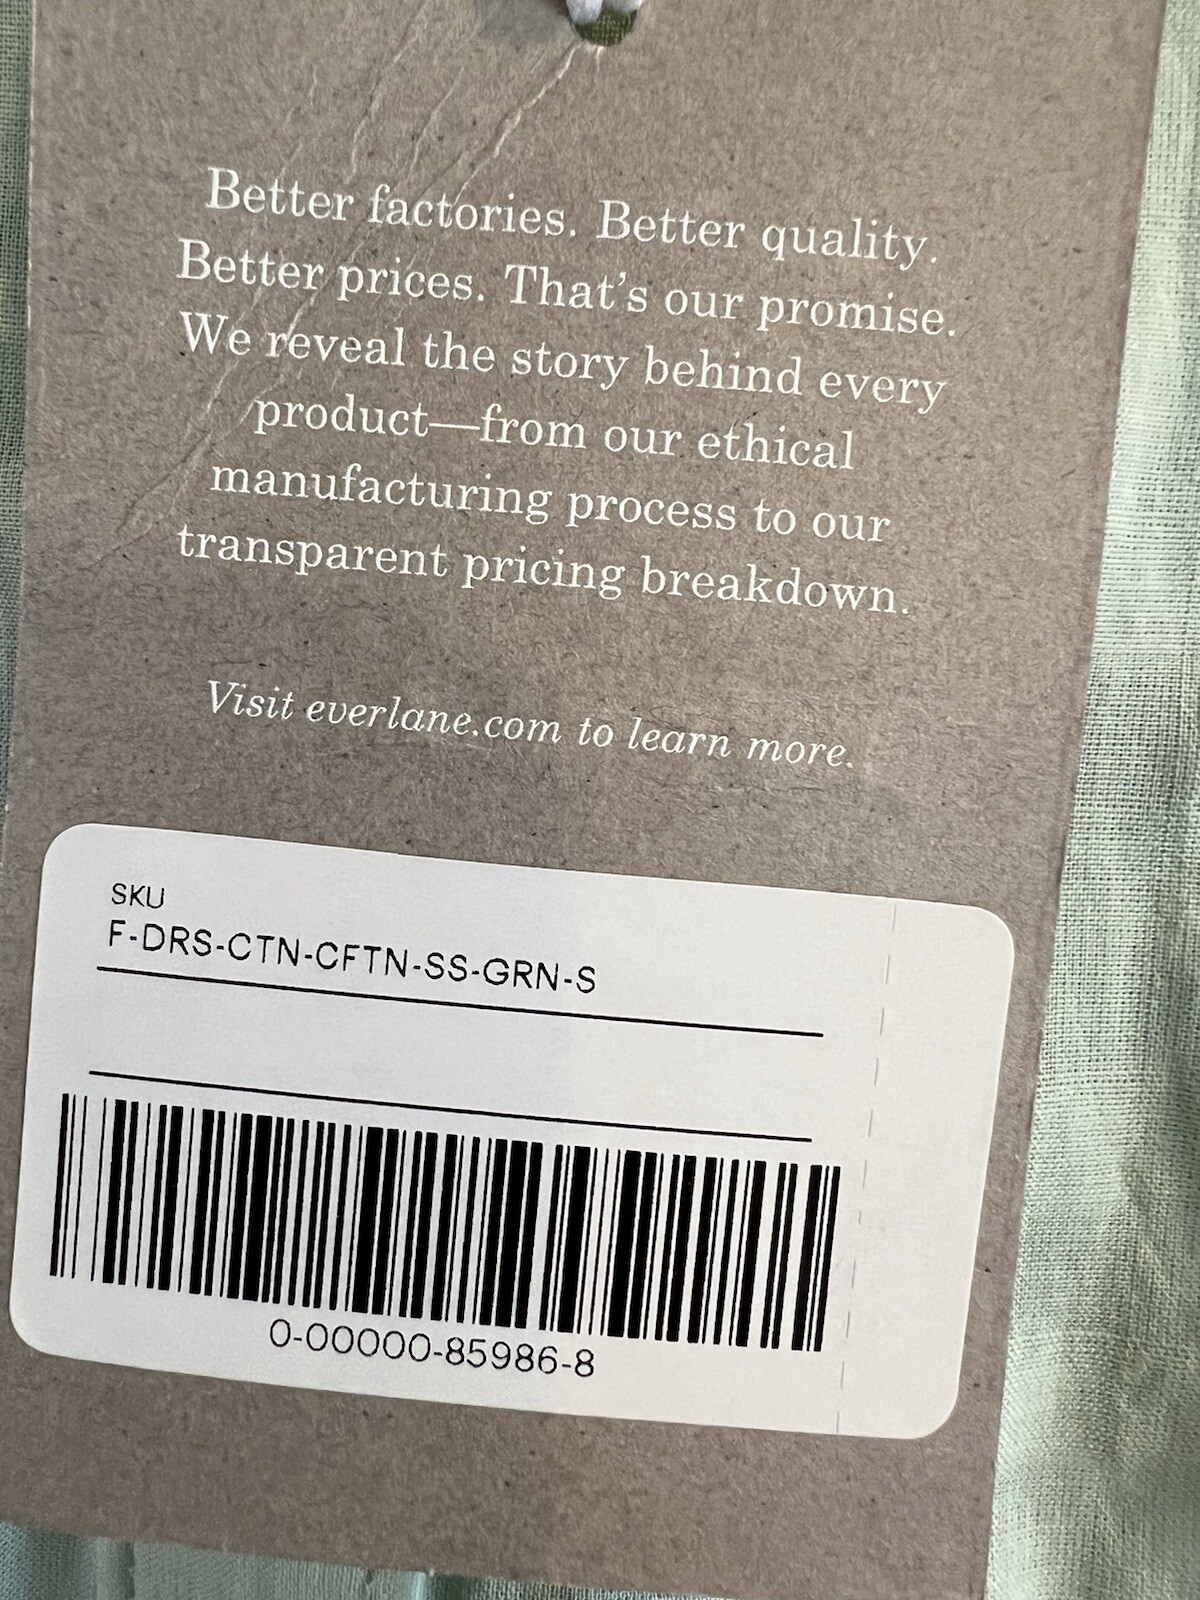 Better factories. Better quality.
Better prices. That's our promise.
We reveal the story behind every
product—from our ethical
manufacturing process to our
transparent pricing breakdown.
Visit everlane.com to learn more.
SKU
F-DRS-CTN-CFTN-SS-GRN-S
0-00000-85986-8